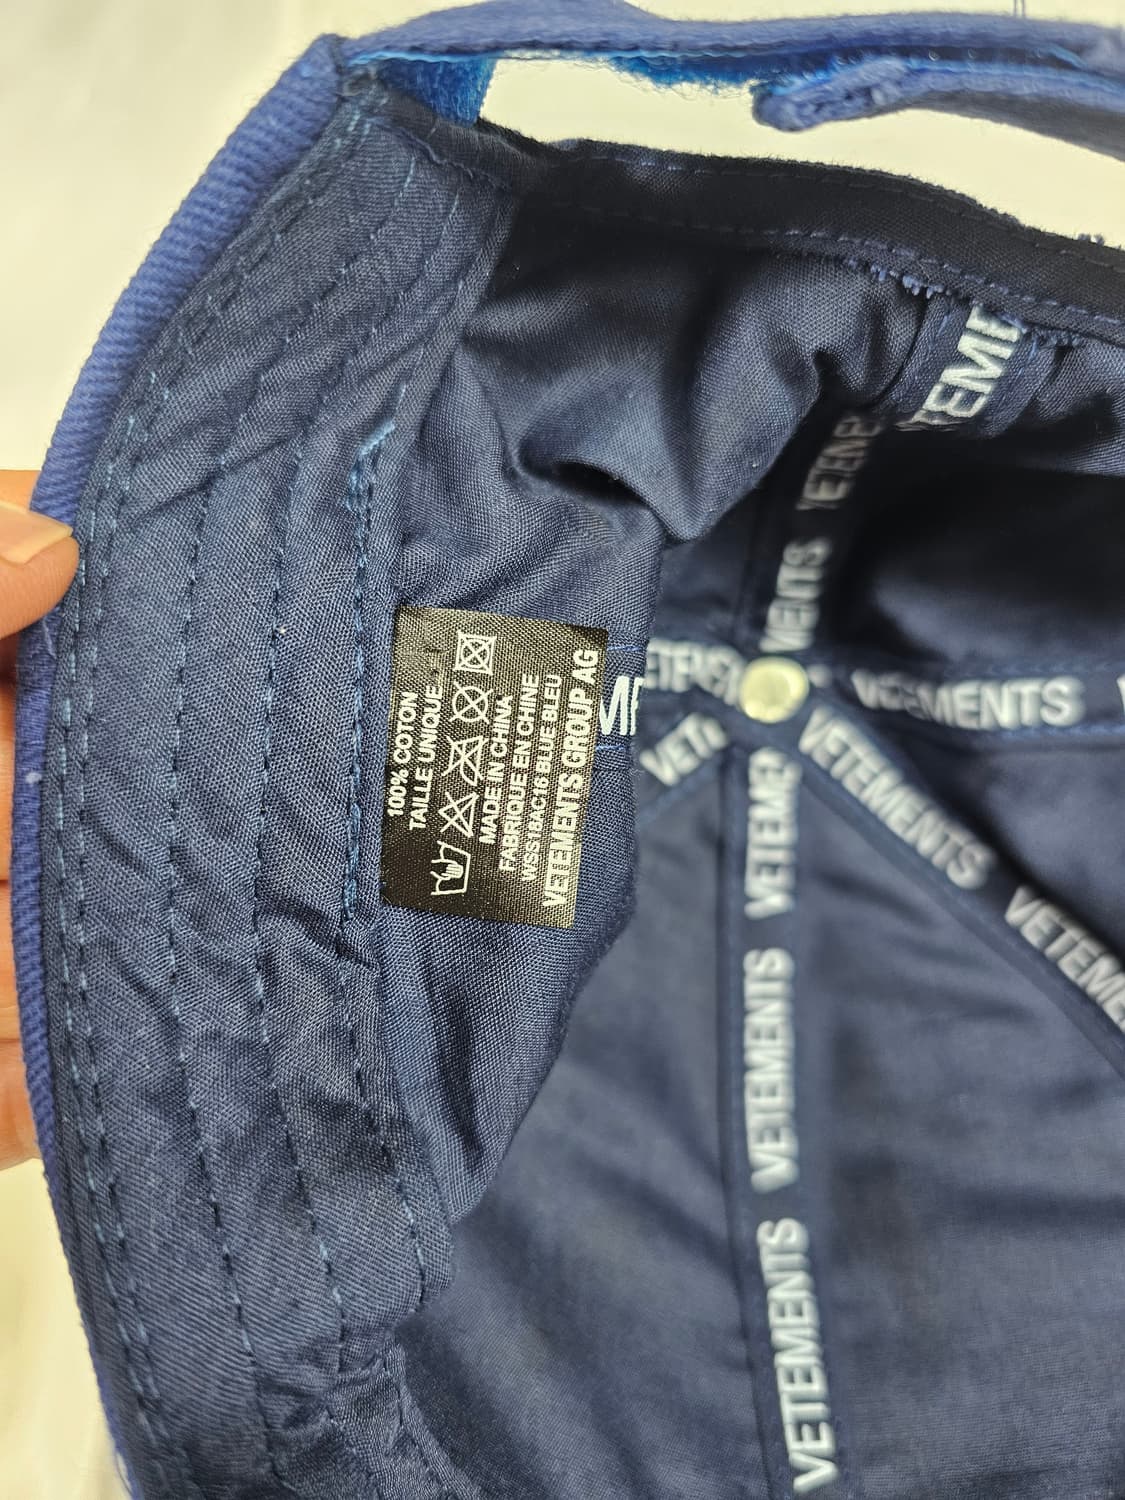 100% COTON
TAILLE UNIQUE
MADE IN CHINA
FABRIQUE EN CHINE
WSS18AC16 BLUE BLEU
VETEMENTS GROUP AG
VETEMENTS
VETEMENTS
VETEMENTS
VETEMENTS
VETEMENTS